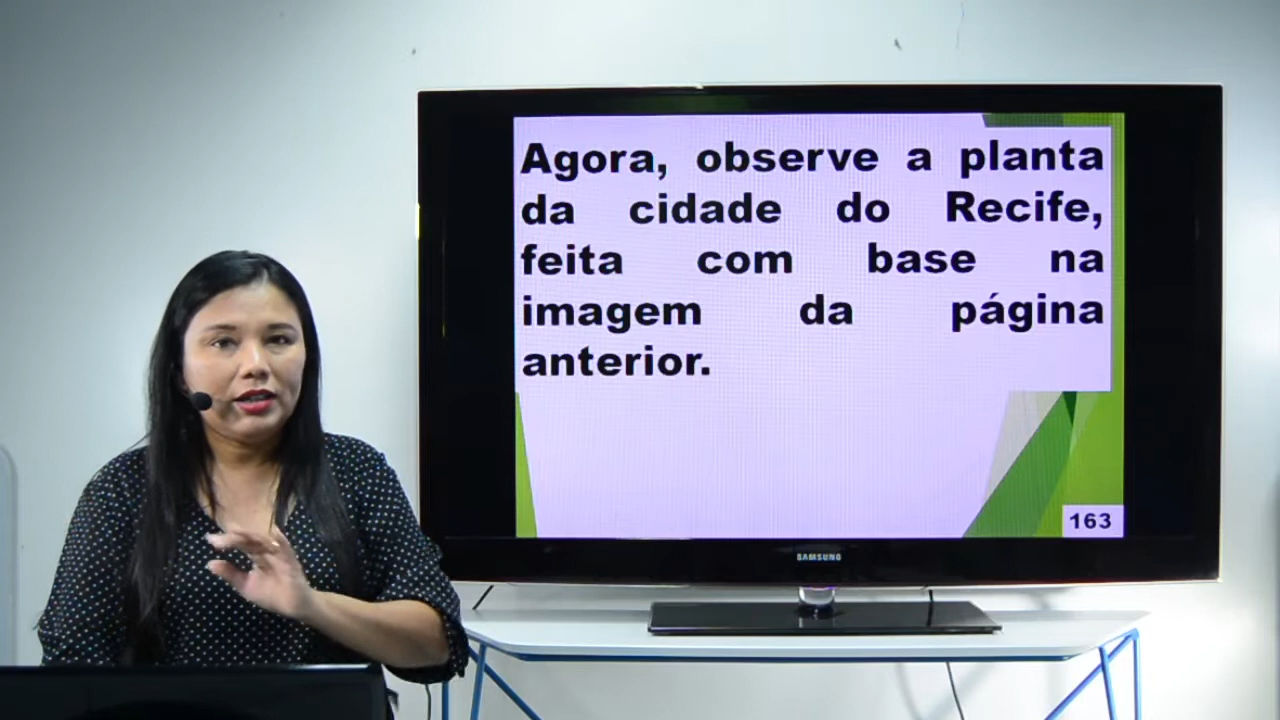 Agora, observe a planta
da cidade do Recife,
feita com base na
imagem da página
anterior.
163
SAMSUNG